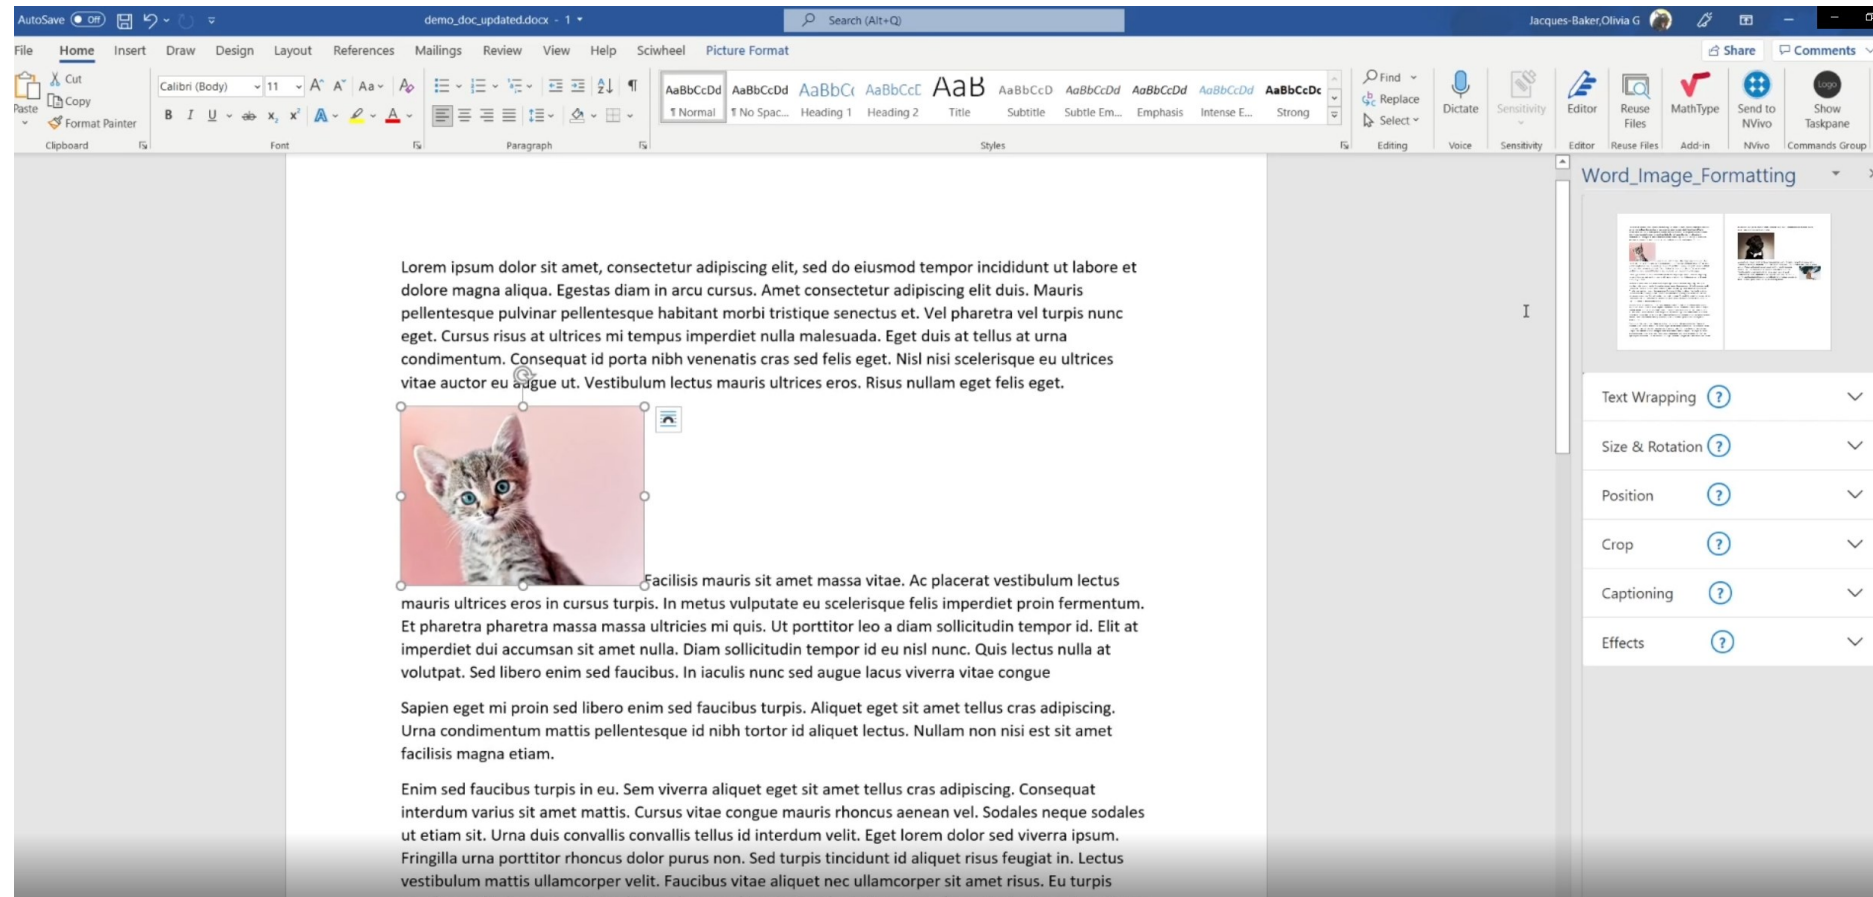 AutoSave Off demo_doc_updated.docx - 1 Search (Alt+Q) Jacques-Baker,Olivia G
File Home Insert Draw Design Layout References Mailings Review View Help Sciwheel Picture Format Share Comments
Paste
Cut
Copy
Format Painter
Clipboard
Calibri (Body) 11
Font
Paragraph
AaBbCcDd AaBbCcDd AaBbCc AaBbCcD AaB AaBbCcD AaBbCcDd AaBbCcDd AaBbCcDd AaBbCcDc
¶ Normal ¶ No Spac... Heading 1 Heading 2 Title Subtitle Subtle Em... Emphasis Intense E... Strong
Styles
Find
Replace
Select
Editing
Dictate
Voice
Sensitivity
Sensitivity
Editor
Editor
Reuse
Files
Reuse Files
MathType
Add-in
Send to
NVivo
NVivo
Logo
Show
Taskpane
Commands Group
Lorem ipsum dolor sit amet, consectetur adipiscing elit, sed do eiusmod tempor incididunt ut labore et
dolore magna aliqua. Egestas diam in arcu cursus. Amet consectetur adipiscing elit duis. Mauris
pellentesque pulvinar pellentesque habitant morbi tristique senectus et. Vel pharetra vel turpis nunc
eget. Cursus risus at ultrices mi tempus imperdiet nulla malesuada. Eget duis at tellus at urna
condimentum. Consequat id porta nibh venenatis cras sed felis eget. Nisl nisi scelerisque eu ultrices
vitae auctor eu augue ut. Vestibulum lectus mauris ultrices eros. Risus nullam eget felis eget.
Facilisis mauris sit amet massa vitae. Ac placerat vestibulum lectus
mauris ultrices eros in cursus turpis. In metus vulputate eu scelerisque felis imperdiet proin fermentum.
Et pharetra pharetra massa massa ultricies mi quis. Ut porttitor leo a diam sollicitudin tempor id. Elit at
imperdiet dui accumsan sit amet nulla. Diam sollicitudin tempor id eu nisl nunc. Quis lectus nulla at
volutpat. Sed libero enim sed faucibus. In iaculis nunc sed augue lacus viverra vitae congue
Sapien eget mi proin sed libero enim sed faucibus turpis. Aliquet eget sit amet tellus cras adipiscing.
Urna condimentum mattis pellentesque id nibh tortor id aliquet lectus. Nullam non nisi est sit amet
facilisis magna etiam.
Enim sed faucibus turpis in eu. Sem viverra aliquet eget sit amet tellus cras adipiscing. Consequat
interdum varius sit amet mattis. Cursus vitae congue mauris rhoncus aenean vel. Sodales neque sodales
ut etiam sit. Urna duis convallis convallis tellus id interdum velit. Eget lorem dolor sed viverra ipsum.
Fringilla urna porttitor rhoncus dolor purus non. Sed turpis tincidunt id aliquet risus feugiat in. Lectus
vestibulum mattis ullamcorper velit. Faucibus vitae aliquet nec ullamcorper sit amet risus. Eu turpis
Word_Image_Formatting
Text Wrapping ?
Size & Rotation ?
Position ?
Crop ?
Captioning ?
Effects ?